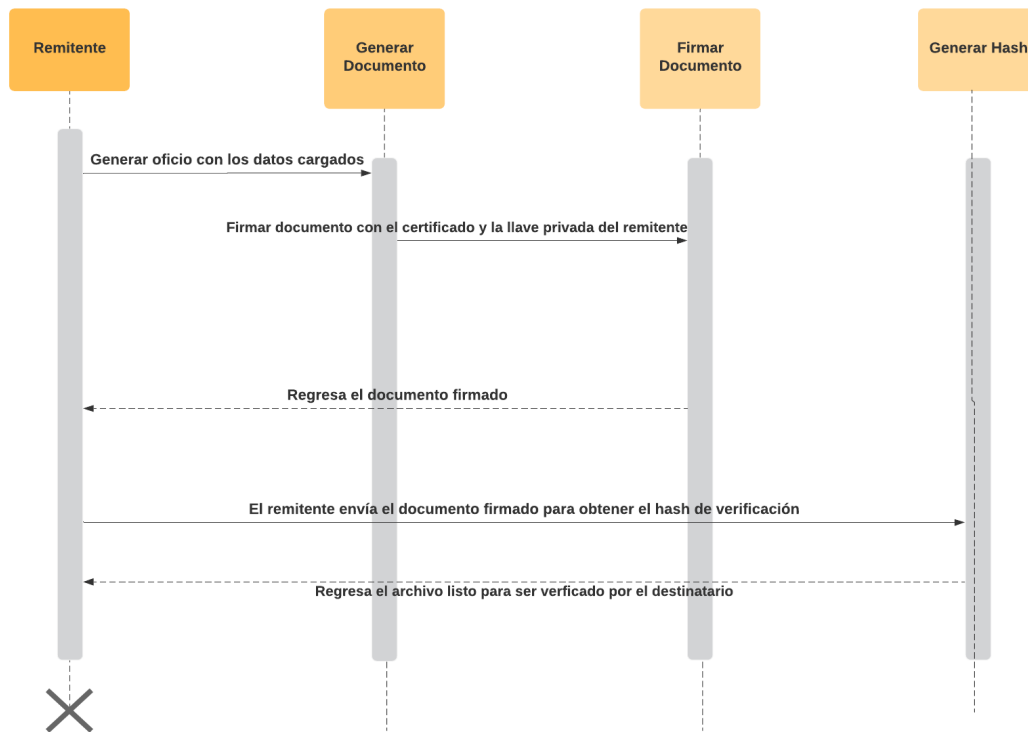 Remitente
Generar
Documento
Firmar
Documento
Generar Hash
Generar oficio con los datos cargados
Firmar documento con el certificado y la llave privada del remitente
Regresa el documento firmado
El remitente envía el documento firmado para obtener el hash de verificación
Regresa el archivo listo para ser verficado por el destinatario